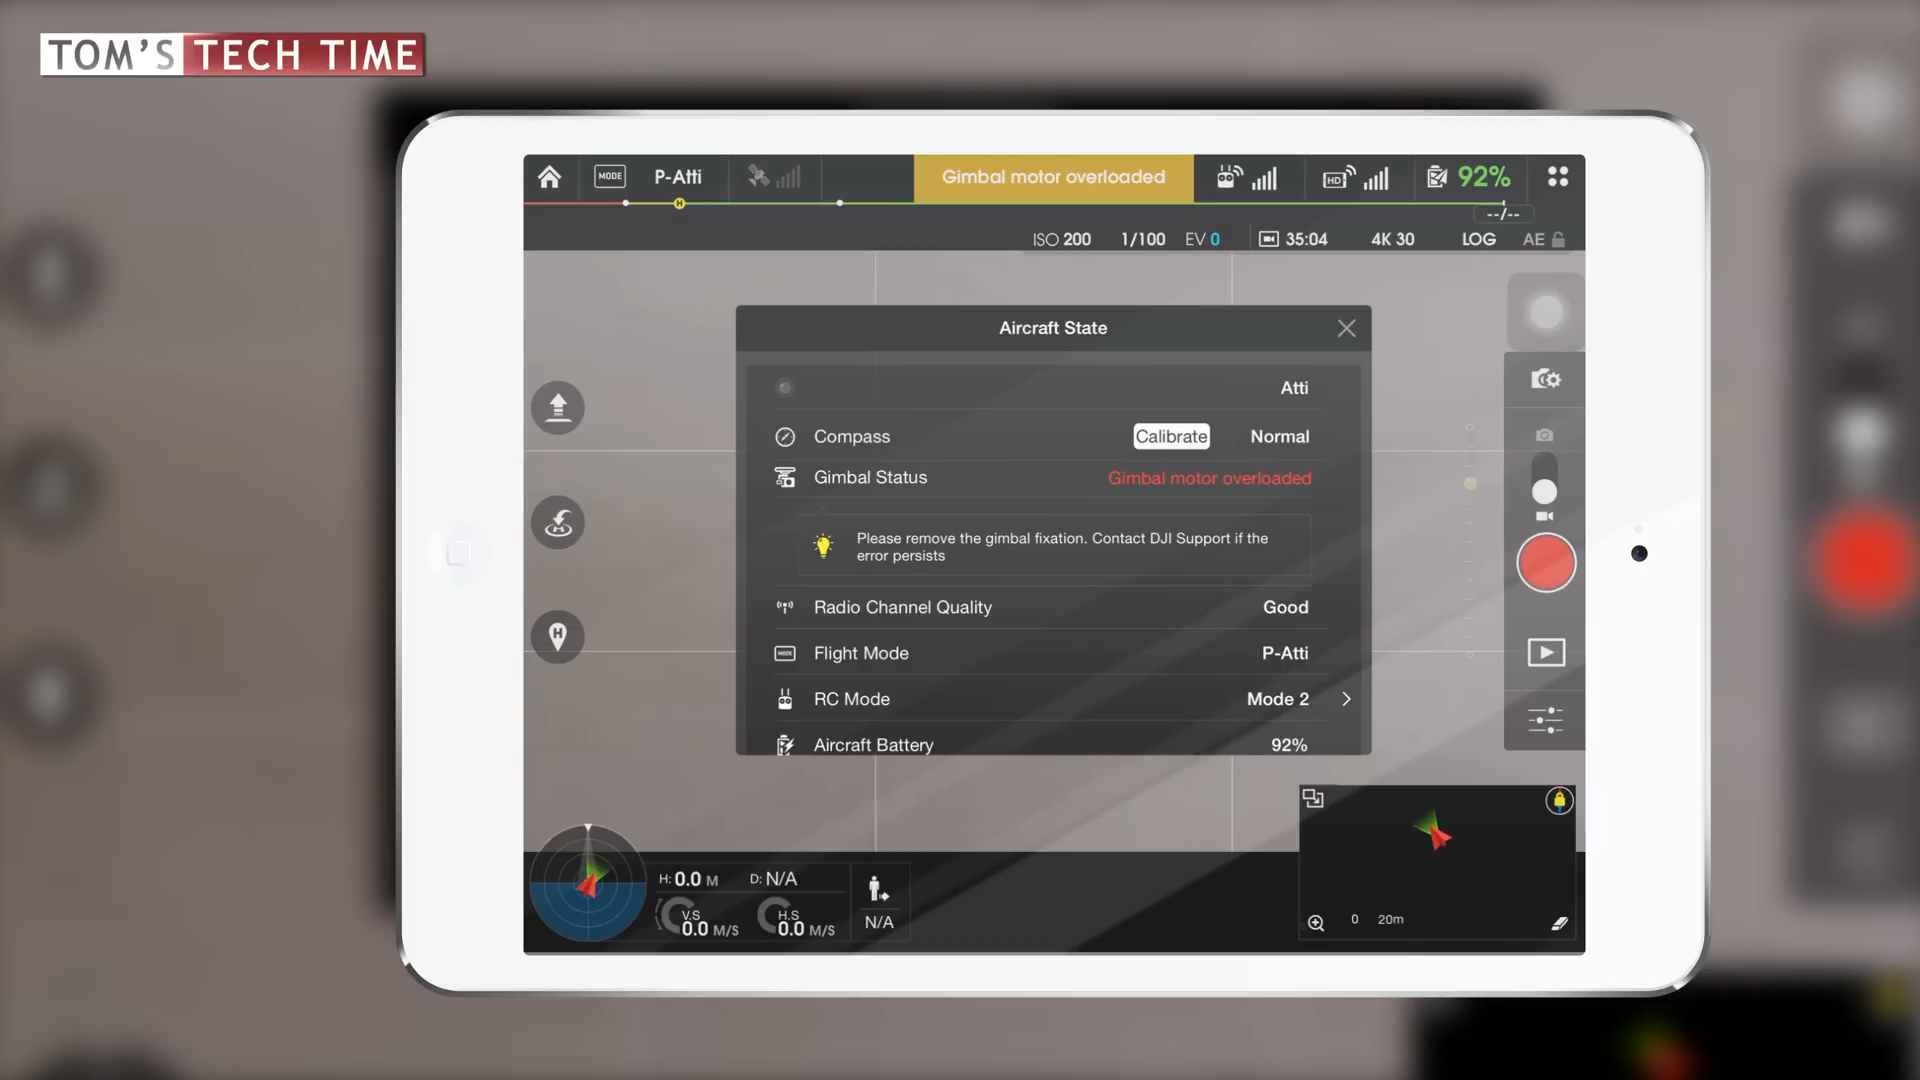 TOM'S TECH TIME
MODE P-Atti Gimbal motor overloaded HD 92%
H
--/--
ISO 200 1/100 EV 0 35:04 4K 30 LOG AE
Aircraft State
Atti
Compass Calibrate Normal
Gimbal Status Gimbal motor overloaded
Please remove the gimbal fixation. Contact DJI Support if the
error persists
Radio Channel Quality Good
MODE Flight Mode P-Atti
RC Mode Mode 2
Aircraft Battery 92%
H
H
H: 0.0 M D: N/A
V.S 0.0 M/S H.S 0.0 M/S N/A
0 20m